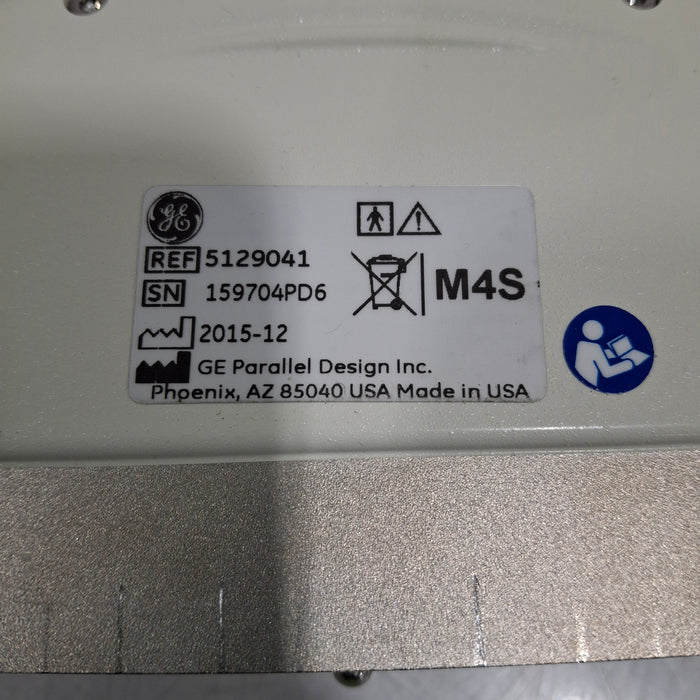 GE
REF 5129041
SN 159704PD6
M4S
2015-12
GE Parallel Design Inc.
Phoenix, AZ 85040 USA Made in USA